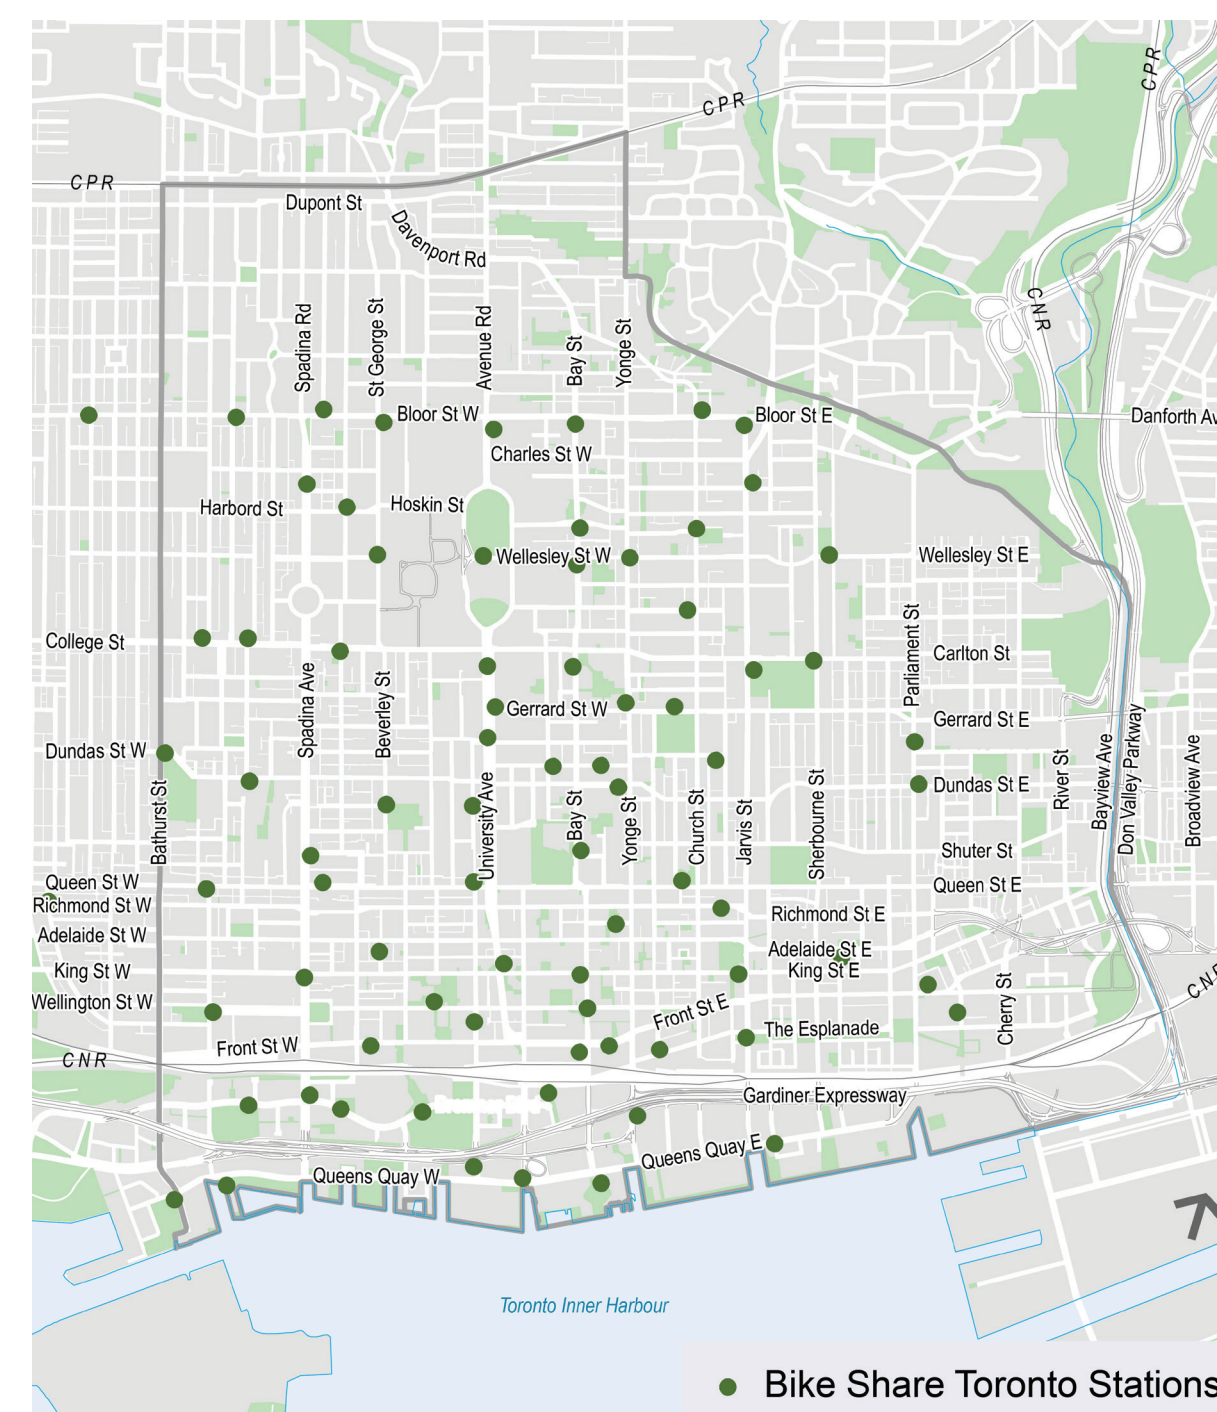 CPR
CPR
CPR
Dupont St
Davenport Rd
CNR
Spadina Rd
St George St
Avenue Rd
Bay St
Yonge St
Bloor St W
Bloor St E
Danforth Av
Charles St W
Harbord St
Hoskin St
Wellesley St W
Wellesley St E
College St
Carlton St
Parliament St
Spadina Ave
Beverley St
Gerrard St W
Gerrard St E
Dundas St W
Dundas St E
Bathurst St
University Ave
Bay St
Yonge St
Church St
Jarvis St
Sherbourne St
River St
Bayview Ave
Don Valley Parkway
Broadview Ave
Shuter St
Queen St W
Queen St E
Richmond St W
Richmond St E
Adelaide St W
Adelaide St E
King St W
King St E
Wellington St W
Cherry St
CNR
Front St E
The Esplanade
Front St W
CNR
Gardiner Expressway
Queens Quay E
Queens Quay W
Toronto Inner Harbour
Bike Share Toronto Stations